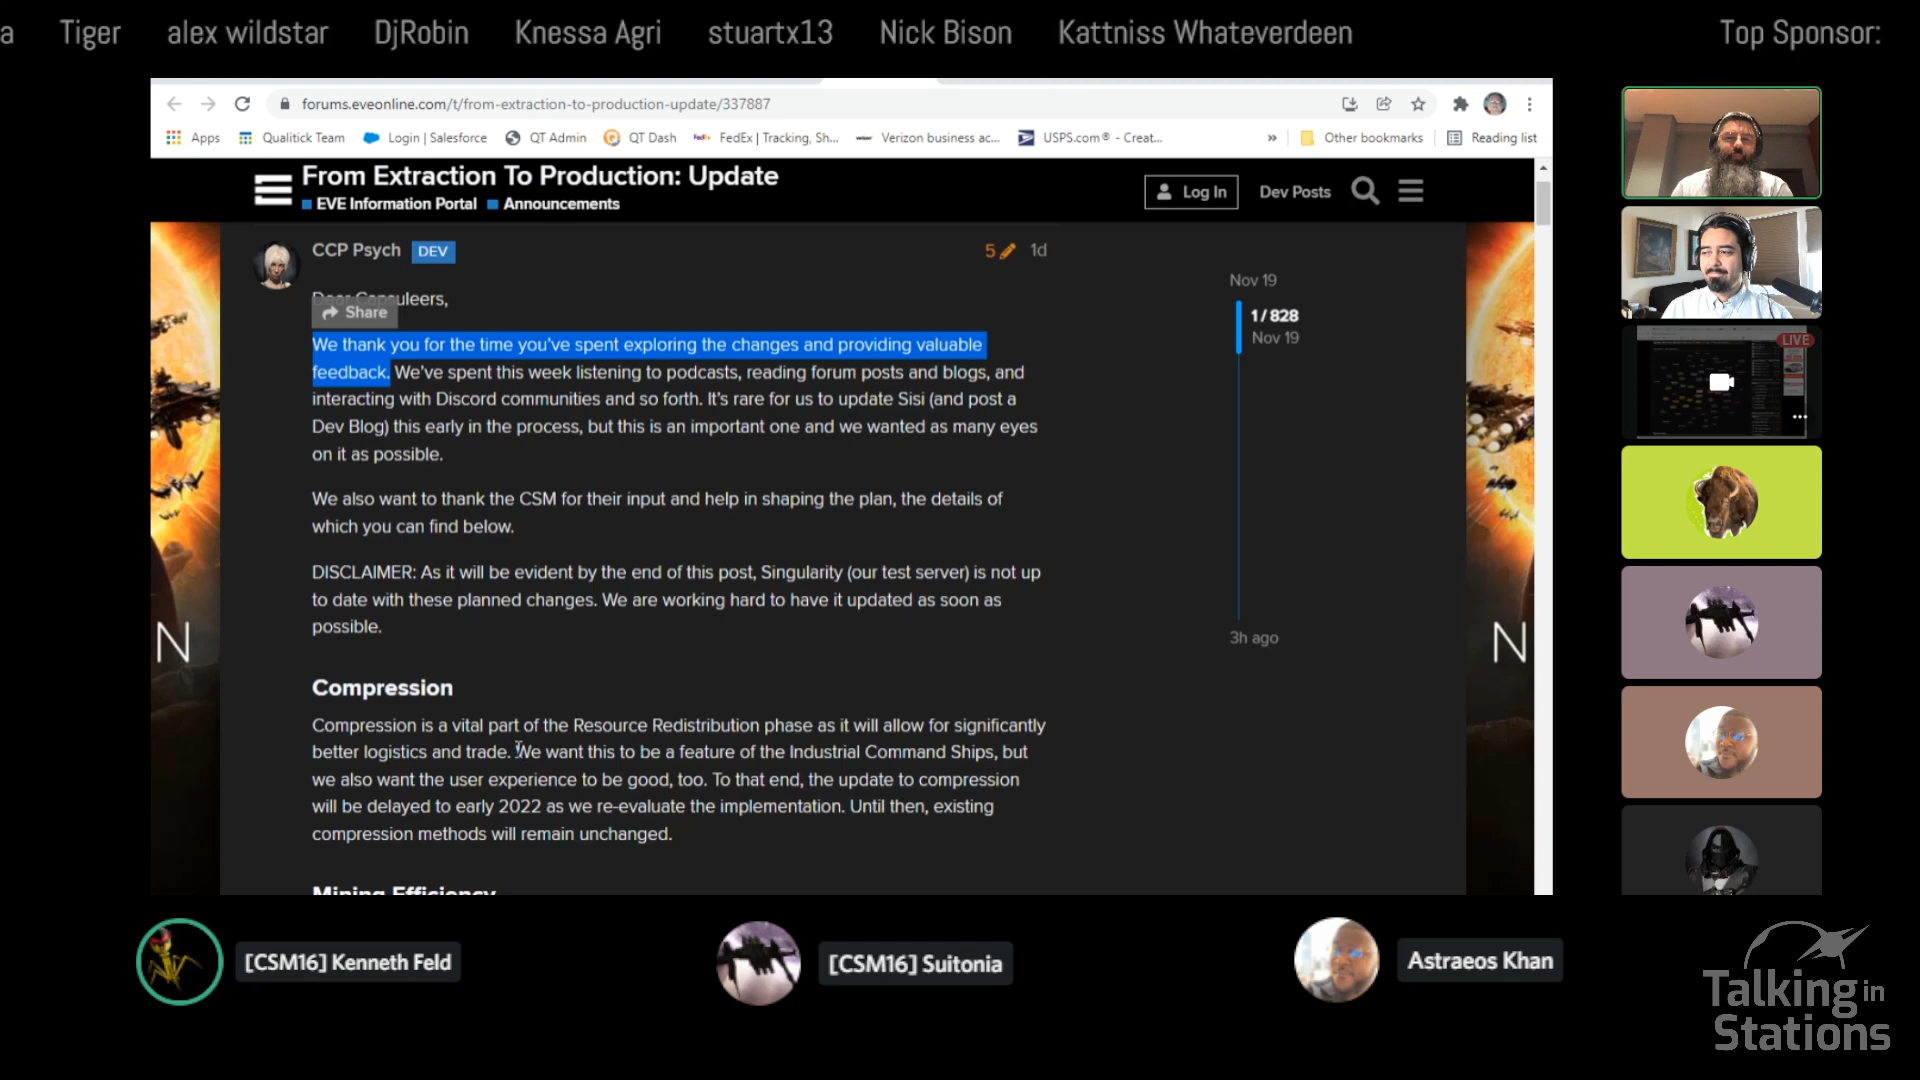 a Tiger alex wildstar DjRobin Knessa Agri stuartx13 Nick Bison Kattniss Whateverdeen Top Sponsor:
forums.eveonline.com/t/from-extraction-to-production-update/337887
Apps Qualitick Team Login | Salesforce QT Admin QT Dash FedEx | Tracking, Sh... Verizon business ac... USPS.com® - Creat... » Other bookmarks Reading list
From Extraction To Production: Update
EVE Information Portal Announcements
Log In Dev Posts
CCP Psych DEV 5 1d
Dear Capsuleers,
Share
We thank you for the time you've spent exploring the changes and providing valuable
feedback. We've spent this week listening to podcasts, reading forum posts and blogs, and
interacting with Discord communities and so forth. It's rare for us to update Sisi (and post a
Dev Blog) this early in the process, but this is an important one and we wanted as many eyes
on it as possible.
We also want to thank the CSM for their input and help in shaping the plan, the details of
which you can find below.
DISCLAIMER: As it will be evident by the end of this post, Singularity (our test server) is not up
to date with these planned changes. We are working hard to have it updated as soon as
possible.
Compression
Compression is a vital part of the Resource Redistribution phase as it will allow for significantly
better logistics and trade. We want this to be a feature of the Industrial Command Ships, but
we also want the user experience to be good, too. To that end, the update to compression
will be delayed to early 2022 as we re-evaluate the implementation. Until then, existing
compression methods will remain unchanged.
Mining Efficiency
Nov 19
1 / 828
Nov 19
3h ago
N
N
LIVE
[CSM16] Kenneth Feld
[CSM16] Suitonia
Astraeos Khan
Talking in
Stations